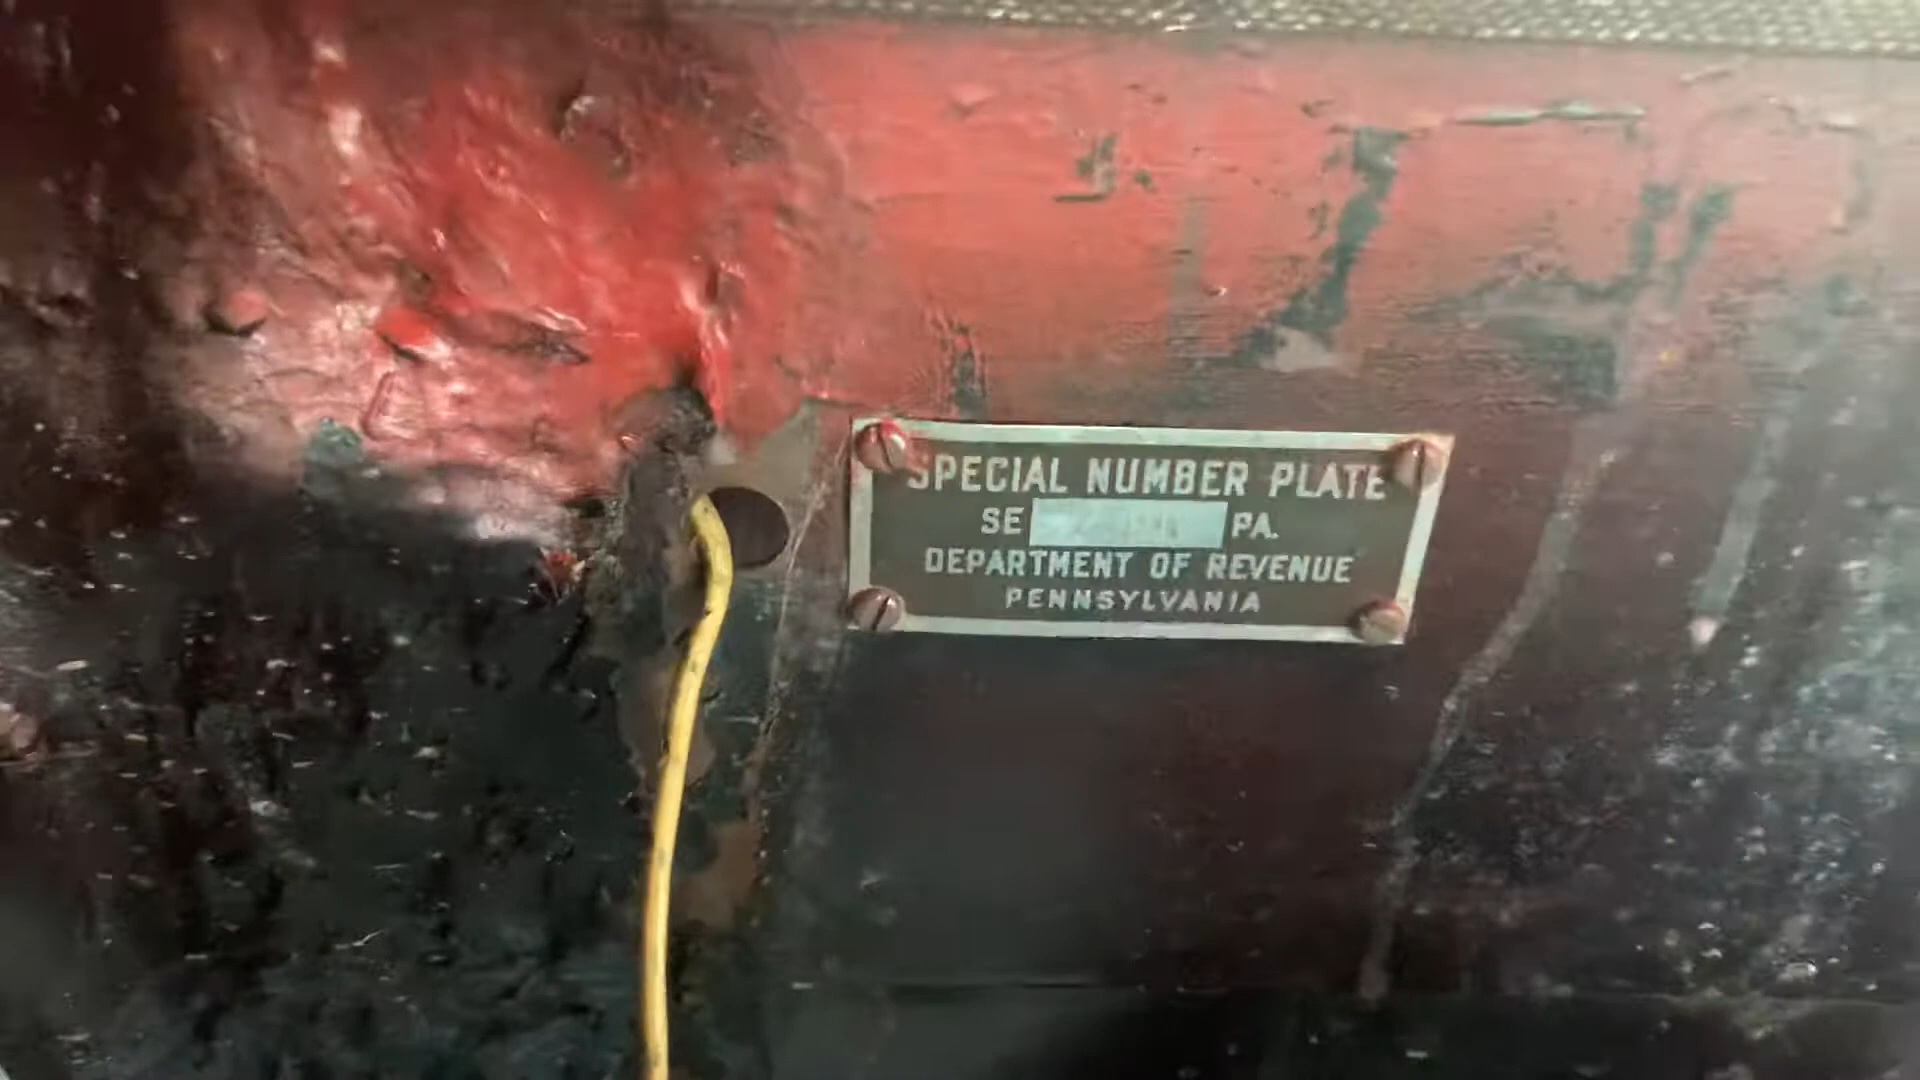 SPECIAL NUMBER PLATE
SE PA.
DEPARTMENT OF REVENUE
PENNSYLVANIA